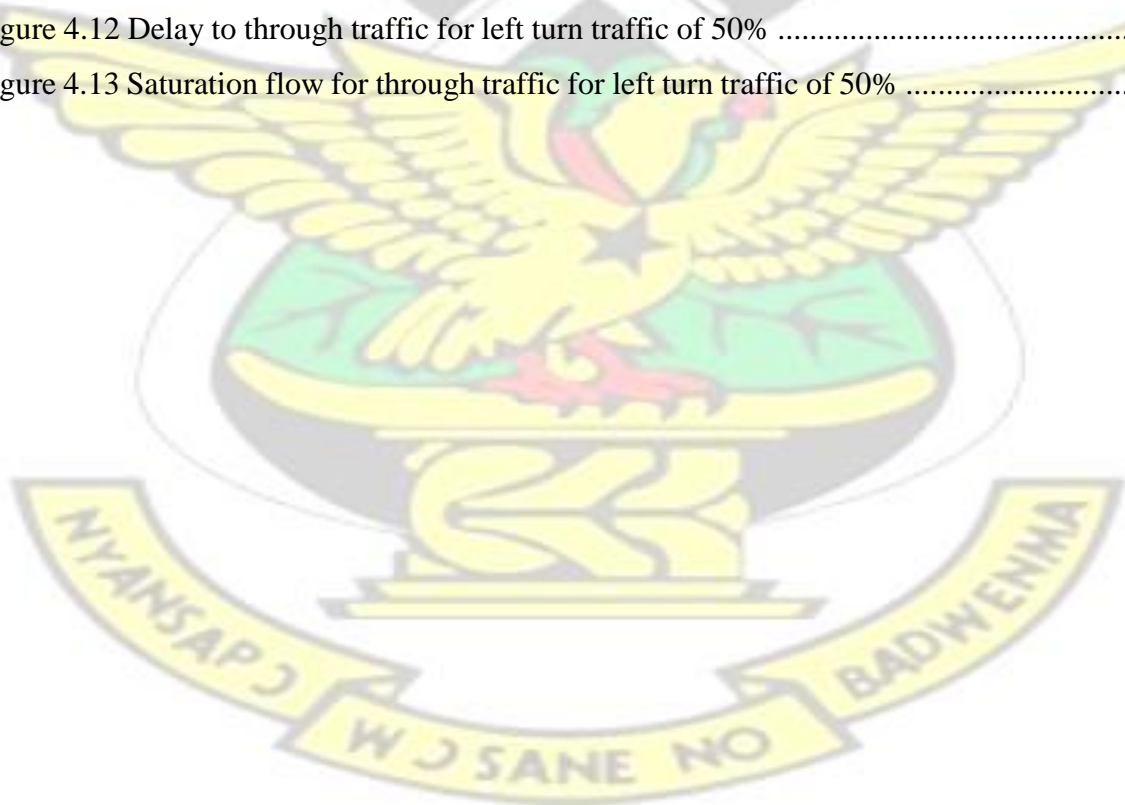 gure 4.12 Delay to through traffic for left turn traffic of 50% ............................................
gure 4.13 Saturation flow for through traffic for left turn traffic of 50% ............................
NYANSAP Ɔ
W Ɔ SANE NO
BADWENMA